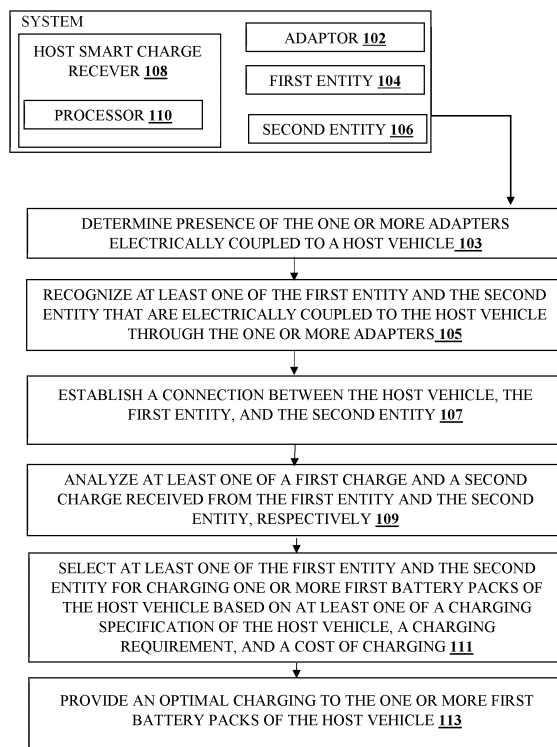 SYSTEM
HOST SMART CHARGE
RECEVER 108
PROCESSOR 110
ADAPTOR 102
FIRST ENTITY 104
SECOND ENTITY 106
DETERMINE PRESENCE OF THE ONE OR MORE ADAPTERS
ELECTRICALLY COUPLED TO A HOST VEHICLE 103
RECOGNIZE AT LEAST ONE OF THE FIRST ENTITY AND THE SECOND
ENTITY THAT ARE ELECTRICALLY COUPLED TO THE HOST VEHICLE
THROUGH THE ONE OR MORE ADAPTERS 105
ESTABLISH A CONNECTION BETWEEN THE HOST VEHICLE, THE
FIRST ENTITY, AND THE SECOND ENTITY 107
ANALYZE AT LEAST ONE OF A FIRST CHARGE AND A SECOND
CHARGE RECEIVED FROM THE FIRST ENTITY AND THE SECOND
ENTITY, RESPECTIVELY 109
SELECT AT LEAST ONE OF THE FIRST ENTITY AND THE SECOND
ENTITY FOR CHARGING ONE OR MORE FIRST BATTERY PACKS OF
THE HOST VEHICLE BASED ON AT LEAST ONE OF A CHARGING
SPECIFICATION OF THE HOST VEHICLE, A CHARGING
REQUIREMENT, AND A COST OF CHARGING 111
PROVIDE AN OPTIMAL CHARGING TO THE ONE OR MORE FIRST
BATTERY PACKS OF THE HOST VEHICLE 113